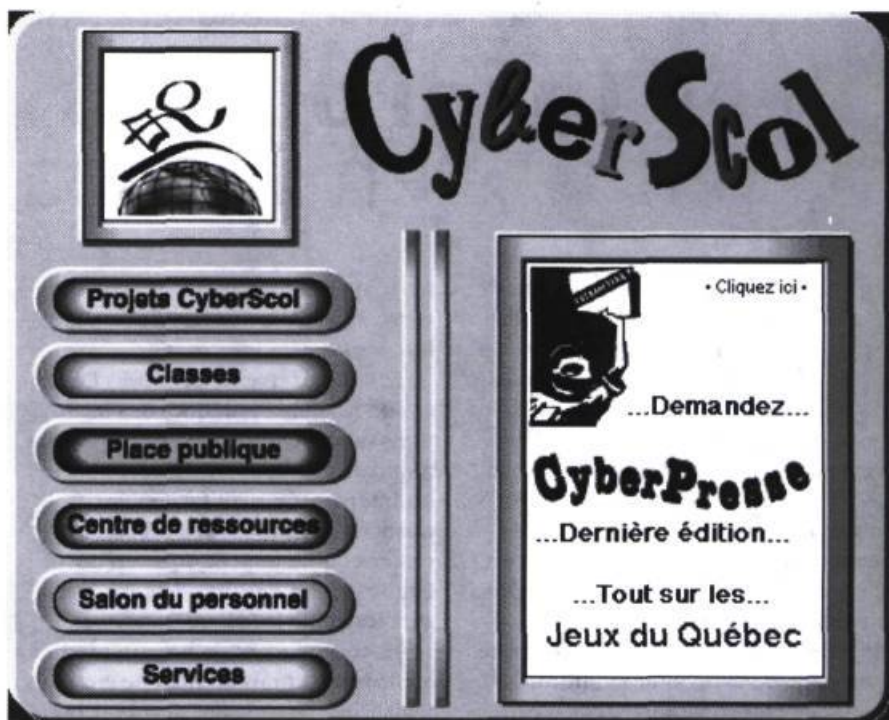 CyberScol
Projets CyberScol
Classes
Place publique
Centre de ressources
Salon du personnel
Services
• Cliquez ici •
...Demandez...
CyberPresse
...Dernière édition...
...Tout sur les...
Jeux du Québec